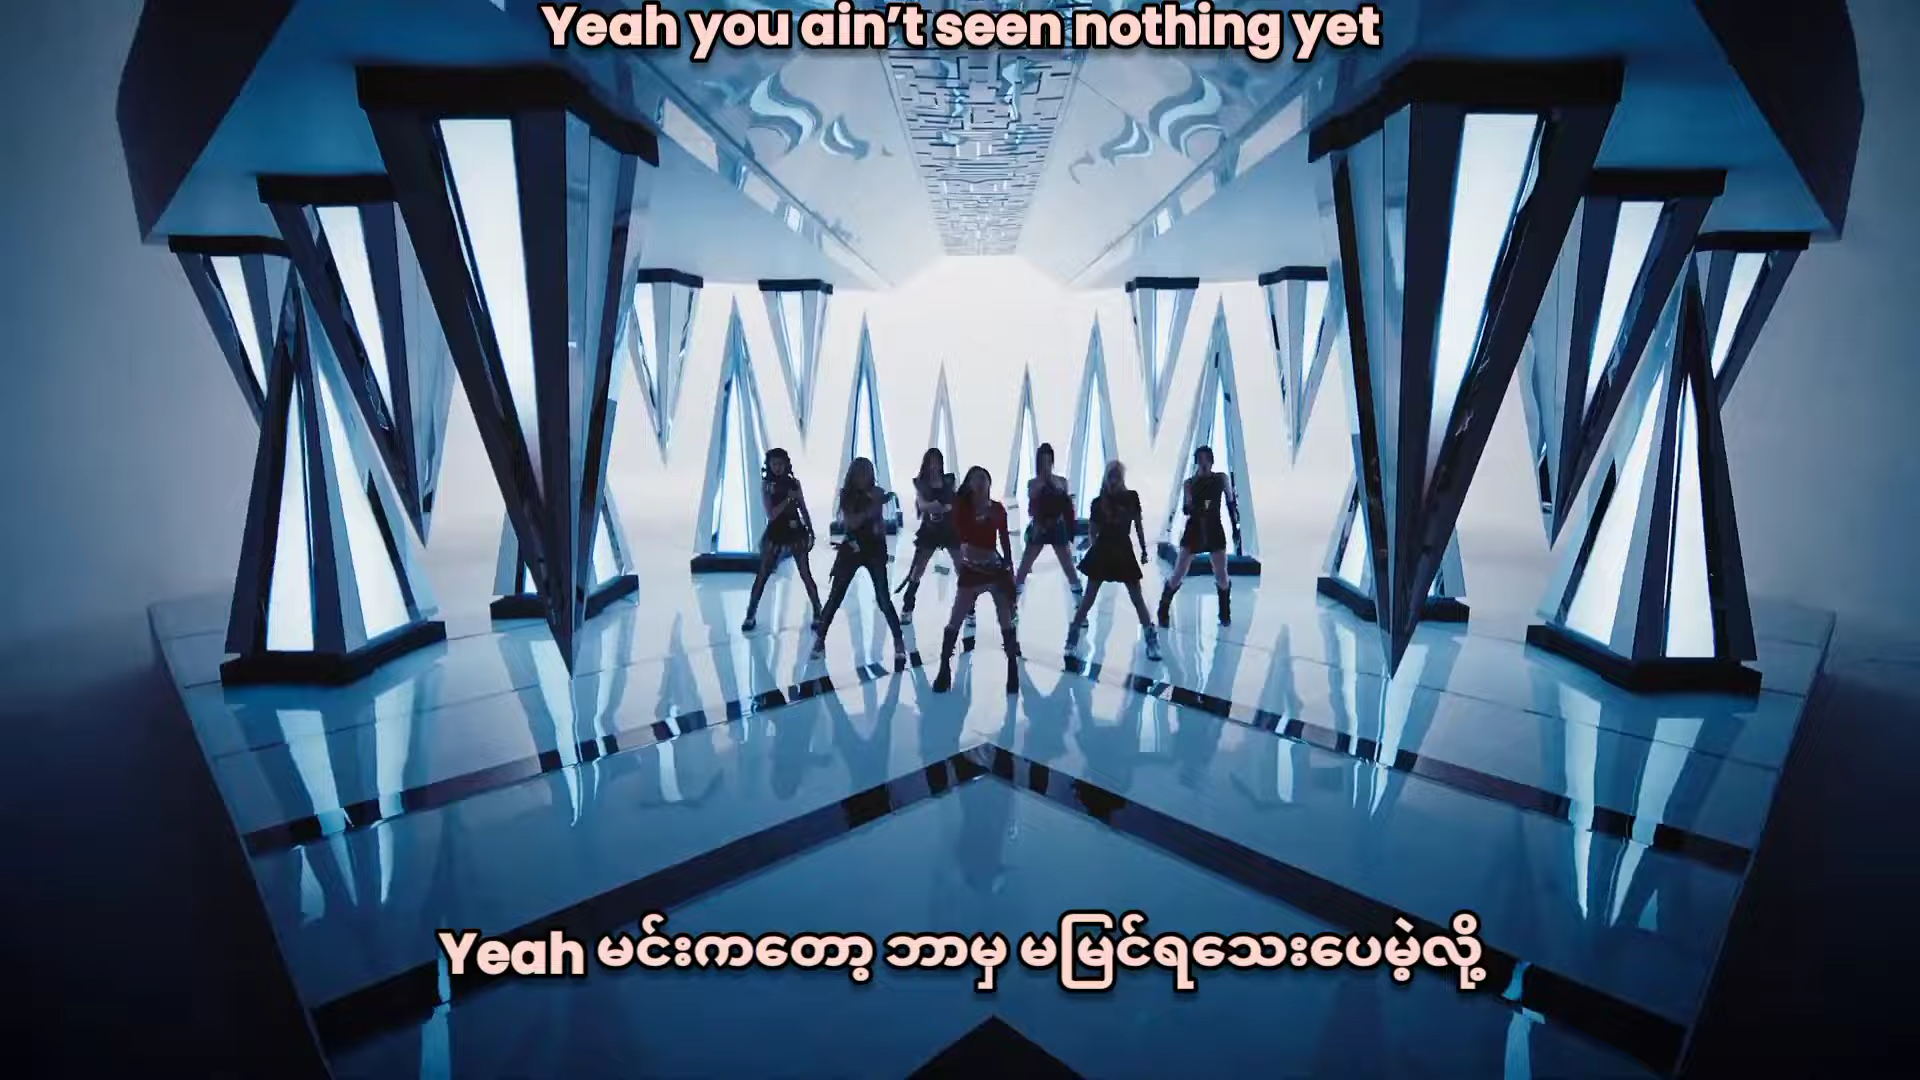 Yeah you ain't seen nothing yet
Yeah မင်းကတော့ ဘာမှ မမြင်ရသေးပေမဲ့လို့